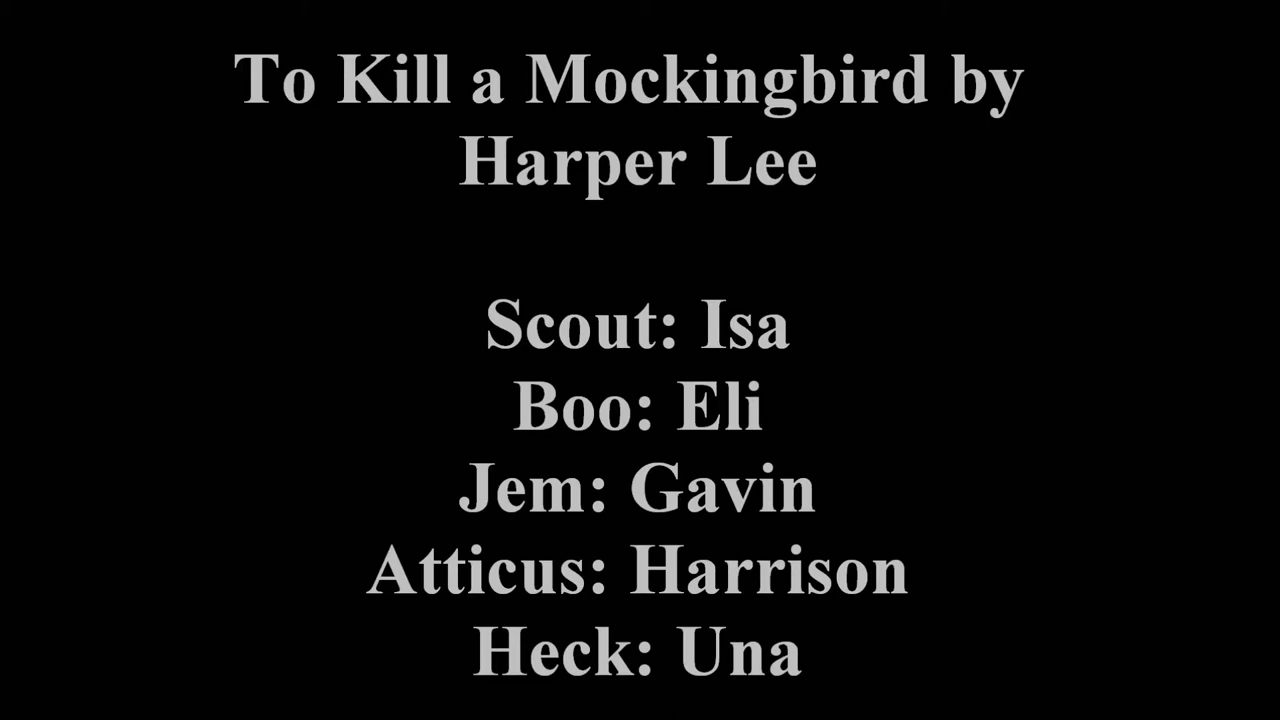 To Kill a Mockingbird by
Harper Lee
Scout: Isa
Boo: Eli
Jem: Gavin
Atticus: Harrison
Heck: Una